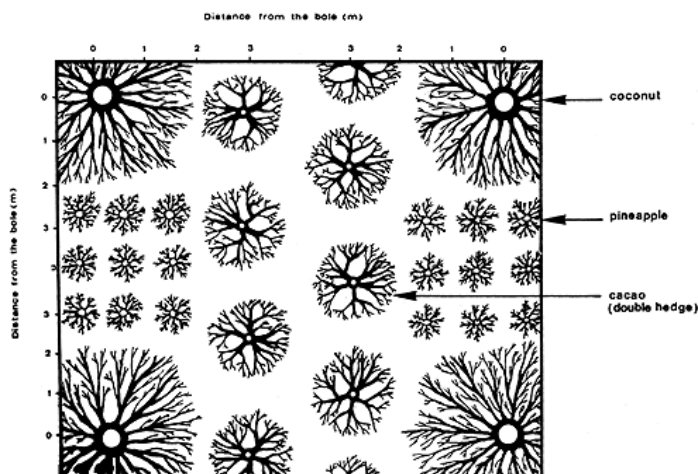 Distance from the bole (m)
0 1 2 3 3 2 1 0
Distance from the bole (m)
0
1
2
3
3
3
2
1
0
coconut
pineapple
cacao
(double hedge)